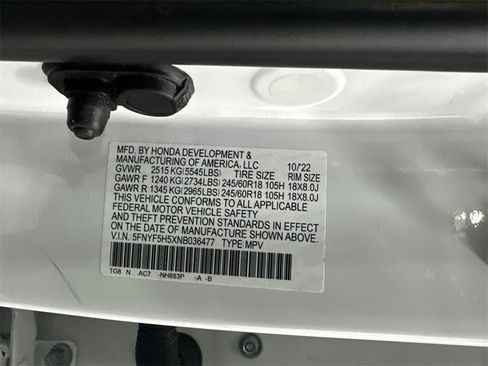 MFD. BY HONDA DEVELOPMENT & 10/22
MANUFACTURING OF AMERICA, LLC
GVWR 2515 KG (5545LBS) TIRE SIZE RIM SIZE
GAWR F 1240 KG (2734LBS) 245/60R18 105H 18X8.0J
GAWR R 1345 KG (2965LBS) 245/60R18 105H 18X8.0J
THIS VEHICLE CONFORMS TO ALL APPLICABLE
FEDERAL MOTOR VEHICLE SAFETY
AND THEFT PREVENTION STANDARDS IN EFFECT
ON THE DATE OF MANUFACTURE SHOWN ABOVE.
V.I.N. :5FNYF5H5XNB036477 TYPE: MPV
TG8 N AC7 -NH883P -A -B